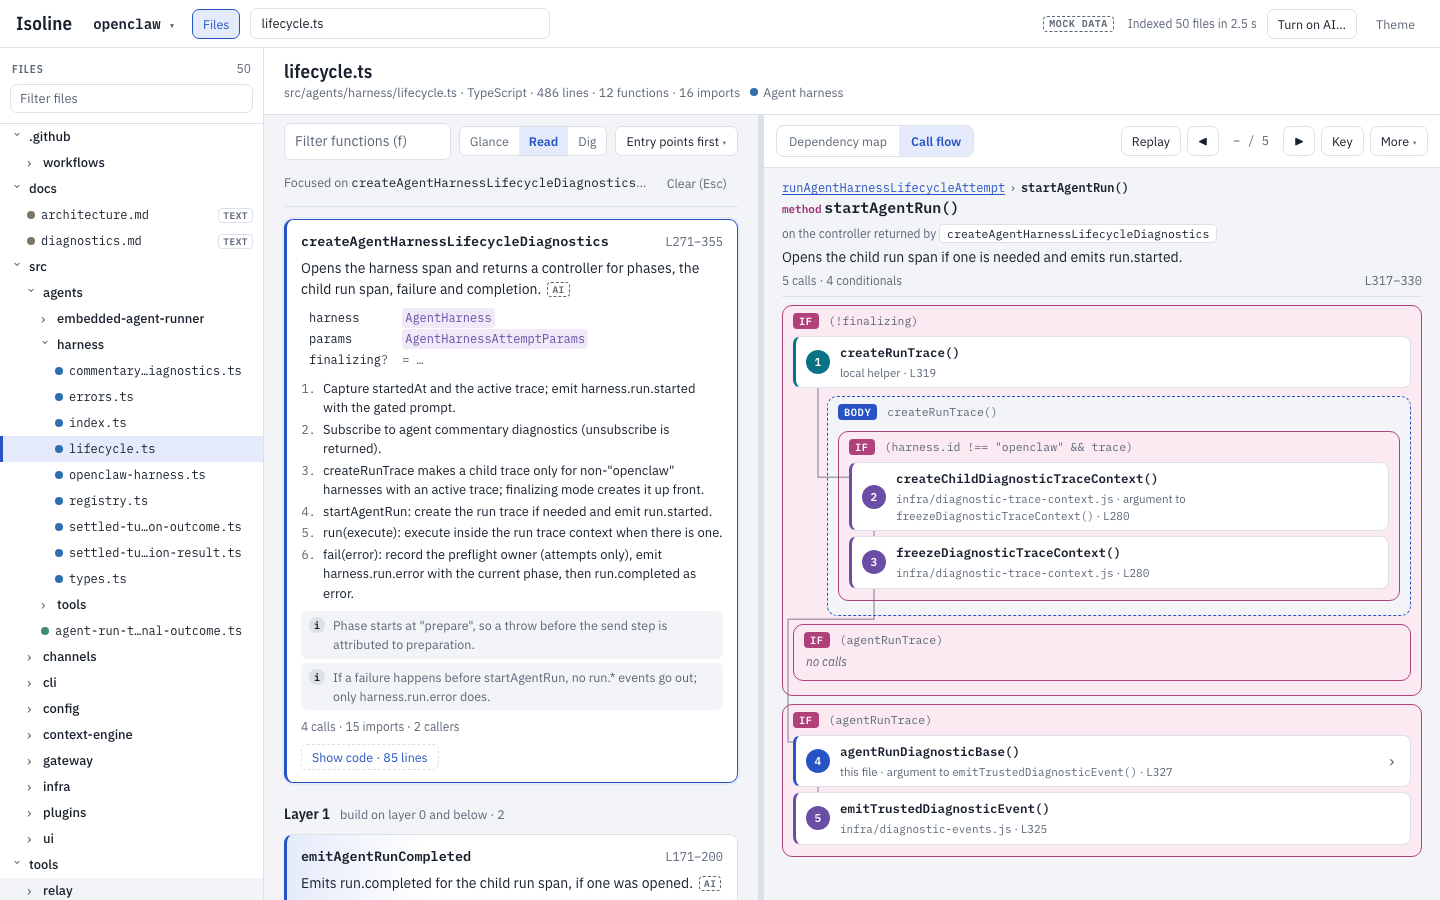 Isoline
openclaw ▾
Files
lifecycle.ts
MOCK DATA
Indexed 50 files in 2.5 s
Turn on AI…
Theme
FILES
50
Filter files
.github
workflows
docs
architecture.md
TEXT
diagnostics.md
TEXT
src
agents
embedded-agent-runner
harness
commentary…iagnostics.ts
errors.ts
index.ts
lifecycle.ts
openclaw-harness.ts
registry.ts
settled-tu…on-outcome.ts
settled-tu…ion-result.ts
types.ts
tools
agent-run-t…nal-outcome.ts
channels
cli
config
context-engine
gateway
infra
plugins
ui
tools
relay
lifecycle.ts
src/agents/harness/lifecycle.ts · TypeScript · 486 lines · 12 functions · 16 imports
Agent harness
Filter functions (f)
Glance
Read
Dig
Entry points first ▾
Focused on createAgentHarnessLifecycleDiagnostics…
Clear (Esc)
createAgentHarnessLifecycleDiagnostics
L271–355
Opens the harness span and returns a controller for phases, the
child run span, failure and completion. AI
harness AgentHarness
params AgentHarnessAttemptParams
finalizing? = …
1. Capture startedAt and the active trace; emit harness.run.started
with the gated prompt.
2. Subscribe to agent commentary diagnostics (unsubscribe is
returned).
3. createRunTrace makes a child trace only for non-"openclaw"
harnesses with an active trace; finalizing mode creates it up front.
4. startAgentRun: create the run trace if needed and emit run.started.
5. run(execute): execute inside the run trace context when there is one.
6. fail(error): record the preflight owner (attempts only), emit
harness.run.error with the current phase, then run.completed as
error.
i Phase starts at "prepare", so a throw before the send step is
attributed to preparation.
i If a failure happens before startAgentRun, no run.* events go out;
only harness.run.error does.
4 calls · 15 imports · 2 callers
Show code · 85 lines
Layer 1 build on layer 0 and below · 2
emitAgentRunCompleted
L171–200
Emits run.completed for the child run span, if one was opened. AI
Dependency map
Call flow
Replay
◀
– / 5
▶
Key
More ▾
runAgentHarnessLifecycleAttempt › startAgentRun()
method startAgentRun()
on the controller returned by createAgentHarnessLifecycleDiagnostics
Opens the child run span if one is needed and emits run.started.
5 calls · 4 conditionals
L317–330
IF (!finalizing)
1 createRunTrace()
local helper · L319
BODY createRunTrace()
IF (harness.id !== "openclaw" && trace)
2 createChildDiagnosticTraceContext()
infra/diagnostic-trace-context.js · argument to
freezeDiagnosticTraceContext() · L280
3 freezeDiagnosticTraceContext()
infra/diagnostic-trace-context.js · L280
IF (agentRunTrace)
no calls
IF (agentRunTrace)
4 agentRunDiagnosticBase()
this file · argument to emitTrustedDiagnosticEvent() · L327
5 emitTrustedDiagnosticEvent()
infra/diagnostic-events.js · L325